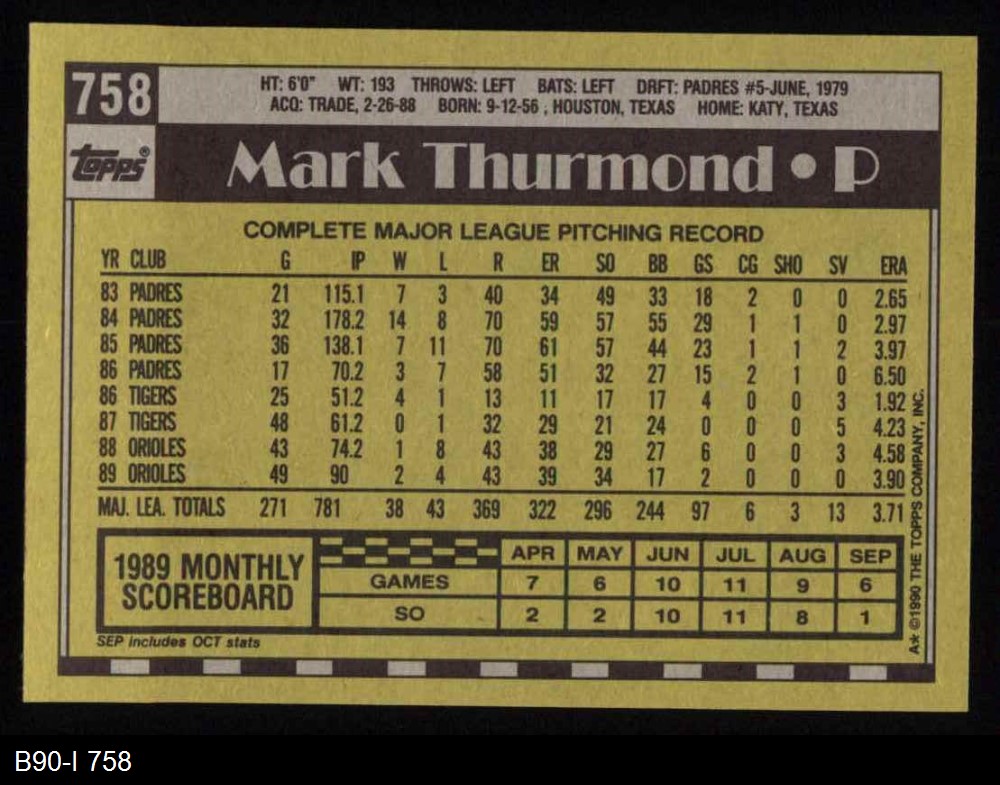 758
HT: 6'0" WT: 193 THROWS: LEFT BATS: LEFT DRFT: PADRES #5-JUNE, 1979
ACQ: TRADE, 2-26-88 BORN: 9-12-56 , HOUSTON, TEXAS HOME: KATY, TEXAS
topps®
Mark Thurmond • P
COMPLETE MAJOR LEAGUE PITCHING RECORD
YR CLUB G IP W L R ER SO BB GS CG SHO SV ERA
83 PADRES 21 115.1 7 3 40 34 49 33 18 2 0 0 2.65
84 PADRES 32 178.2 14 8 70 59 57 55 29 1 1 0 2.97
85 PADRES 36 138.1 7 11 70 61 57 44 23 1 1 2 3.97
86 PADRES 17 70.2 3 7 58 51 32 27 15 2 1 0 6.50
86 TIGERS 25 51.2 4 1 13 11 17 17 4 0 0 3 1.92
87 TIGERS 48 61.2 0 1 32 29 21 24 0 0 0 5 4.23
88 ORIOLES 43 74.2 1 8 43 38 29 27 6 0 0 3 4.58
89 ORIOLES 49 90 2 4 43 39 34 17 2 0 0 0 3.90
MAJ. LEA. TOTALS 271 781 38 43 369 322 296 244 97 6 3 13 3.71
1989 MONTHLY
SCOREBOARD
APR MAY JUN JUL AUG SEP
GAMES 7 6 10 11 9 6
SO 2 2 10 11 8 1
SEP includes OCT stats
A* ©1990 THE TOPPS COMPANY, INC.
B90-I 758